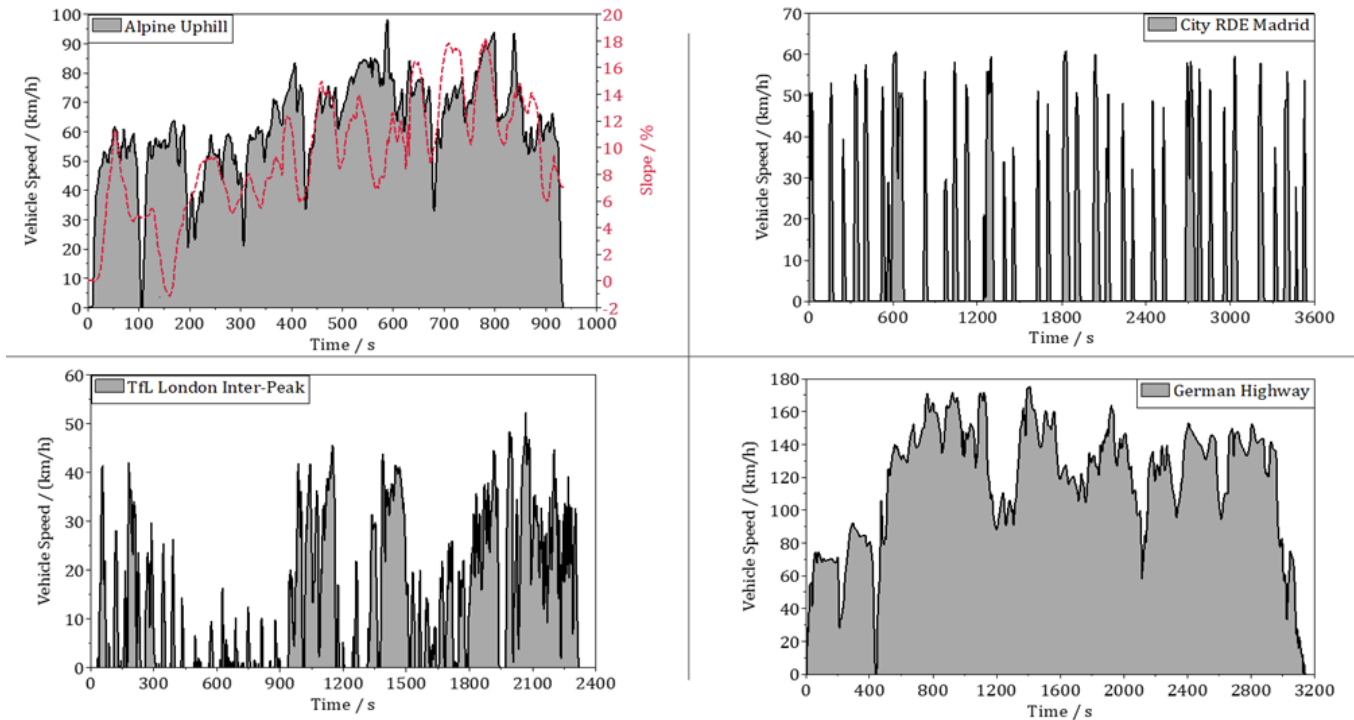 Alpine Uphill
Vehicle Speed / (km/h)
100
90
80
70
60
50
40
30
20
10
0
20
18
16
14
12
10
8
6
4
2
0
-2
Slope / %
0 100 200 300 400 500 600 700 800 900 1000
Time / s
City RDE Madrid
Vehicle Speed / (km/h)
70
60
50
40
30
20
10
0
0 600 1200 1800 2400 3000 3600
Time / s
TfL London Inter-Peak
Vehicle Speed / (km/h)
60
50
40
30
20
10
0
0 300 600 900 1200 1500 1800 2100 2400
Time / s
German Highway
Vehicle Speed / (km/h)
180
160
140
120
100
80
60
40
20
0
0 400 800 1200 1600 2000 2400 2800 3200
Time / s